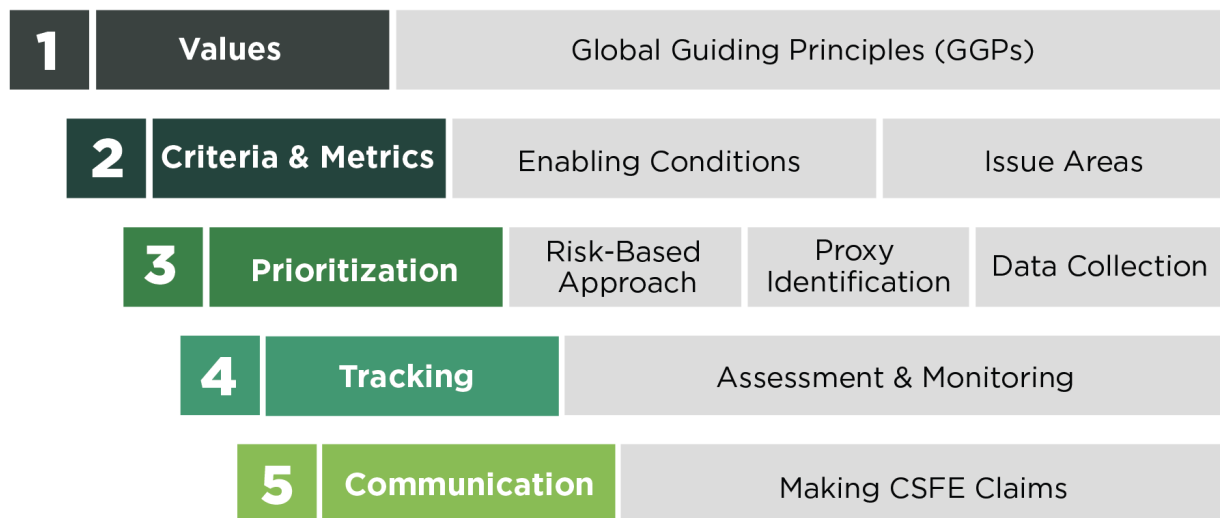 1 Values Global Guiding Principles (GGPs)
2 Criteria & Metrics Enabling Conditions Issue Areas
3 Prioritization Risk-Based Approach Proxy Identification Data Collection
4 Tracking Assessment & Monitoring
5 Communication Making CSFE Claims